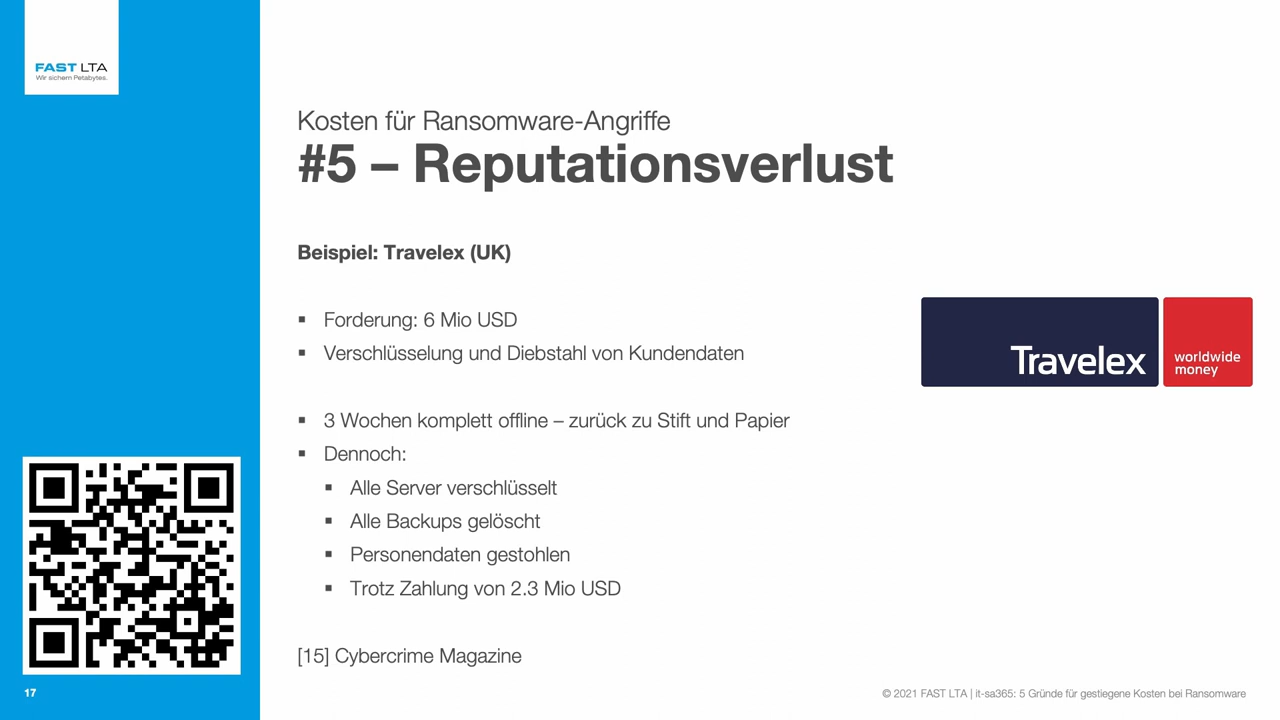 FAST LTA
Wir sichern Petabytes.
Kosten für Ransomware-Angriffe
#5 – Reputationsverlust
Beispiel: Travelex (UK)
▪ Forderung: 6 Mio USD
▪ Verschlüsselung und Diebstahl von Kundendaten
Travelex
worldwide
money
▪ 3 Wochen komplett offline – zurück zu Stift und Papier
▪ Dennoch:
▪ Alle Server verschlüsselt
▪ Alle Backups gelöscht
▪ Personendaten gestohlen
▪ Trotz Zahlung von 2.3 Mio USD
[15] Cybercrime Magazine
17
© 2021 FAST LTA | it-sa365: 5 Gründe für gestiegene Kosten bei Ransomware